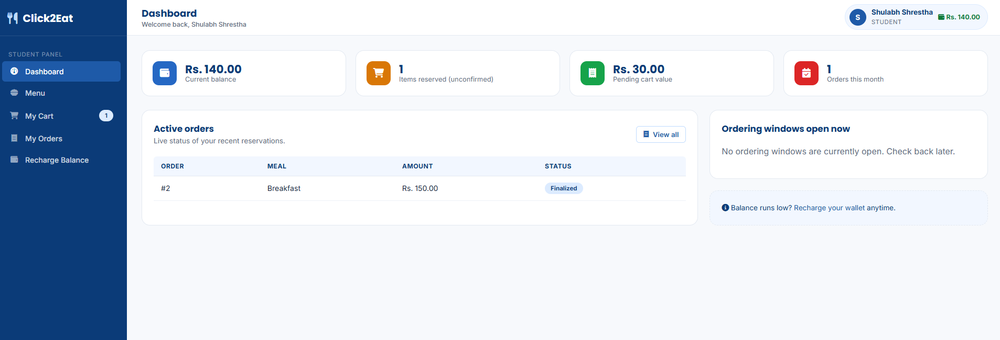 Click2Eat
STUDENT PANEL
Dashboard
Menu
My Cart 1
My Orders
Recharge Balance
Dashboard
Welcome back, Shulabh Shrestha
S
Shulabh Shrestha
STUDENT
Rs. 140.00
Rs. 140.00
Current balance
1
Items reserved (unconfirmed)
Rs. 30.00
Pending cart value
1
Orders this month
Active orders
Live status of your recent reservations.
View all
ORDER MEAL AMOUNT STATUS
#2 Breakfast Rs. 150.00 Finalized
Ordering windows open now
No ordering windows are currently open. Check back later.
Balance runs low? Recharge your wallet anytime.